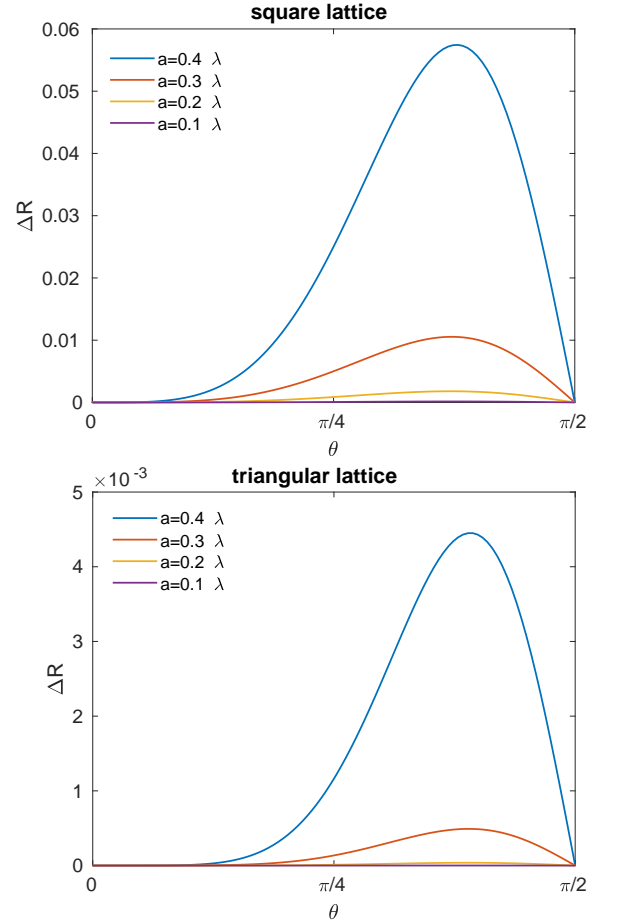 square lattice
0.06
0.05
0.04
0.03
0.02
0.01
0
ΔR
a=0.4 λ
a=0.3 λ
a=0.2 λ
a=0.1 λ
0
π/4
π/2
θ
triangular lattice
×10⁻³
5
4
3
2
1
0
ΔR
a=0.4 λ
a=0.3 λ
a=0.2 λ
a=0.1 λ
0
π/4
π/2
θ